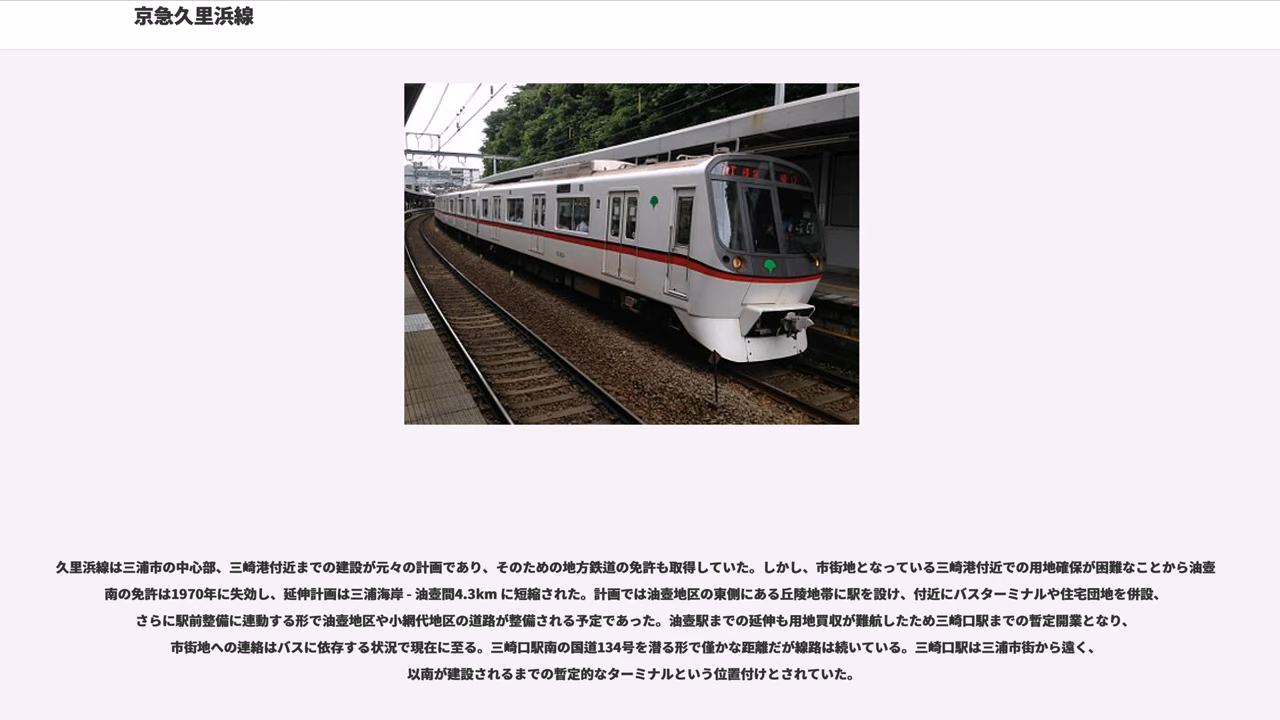 京急久里浜線
久里浜線は三浦市の中心部、三崎港付近までの建設が元々の計画であり、そのための地方鉄道の免許も取得していた。しかし、市街地となっている三崎港付近での用地確保が困難なことから油壺
南の免許は1970年に失効し、延伸計画は三浦海岸 - 油壺間4.3km に短縮された。計画では油壺地区の東側にある丘陵地帯に駅を設け、付近にバスターミナルや住宅団地を併設、
さらに駅前整備に連動する形で油壺地区や小網代地区の道路が整備される予定であった。油壺駅までの延伸も用地買収が難航したため三崎口駅までの暫定開業となり、
市街地への連絡はバスに依存する状況で現在に至る。三崎口駅南の国道134号を潜る形で僅かな距離だが線路は続いている。三崎口駅は三浦市街から遠く、
以南が建設されるまでの暫定的なターミナルという位置付けとされていた。